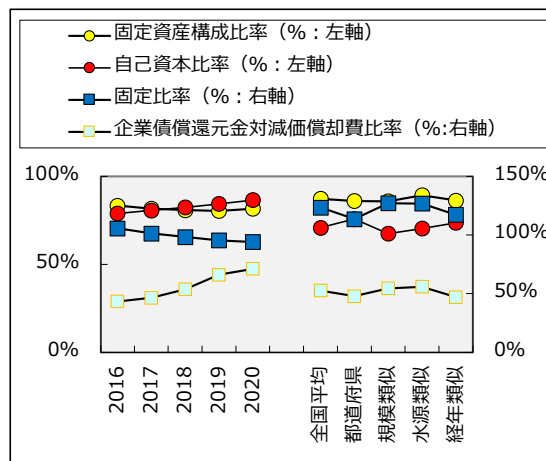 固定資産構成比率（%：左軸）
自己資本比率（%：左軸）
固定比率（%：右軸）
企業債償還元金対減価償却費比率（%:右軸）
100%
50%
0%
150%
100%
50%
0%
2016
2017
2018
2019
2020
全国平均
都道府県
規模類似
水源類似
経年類似